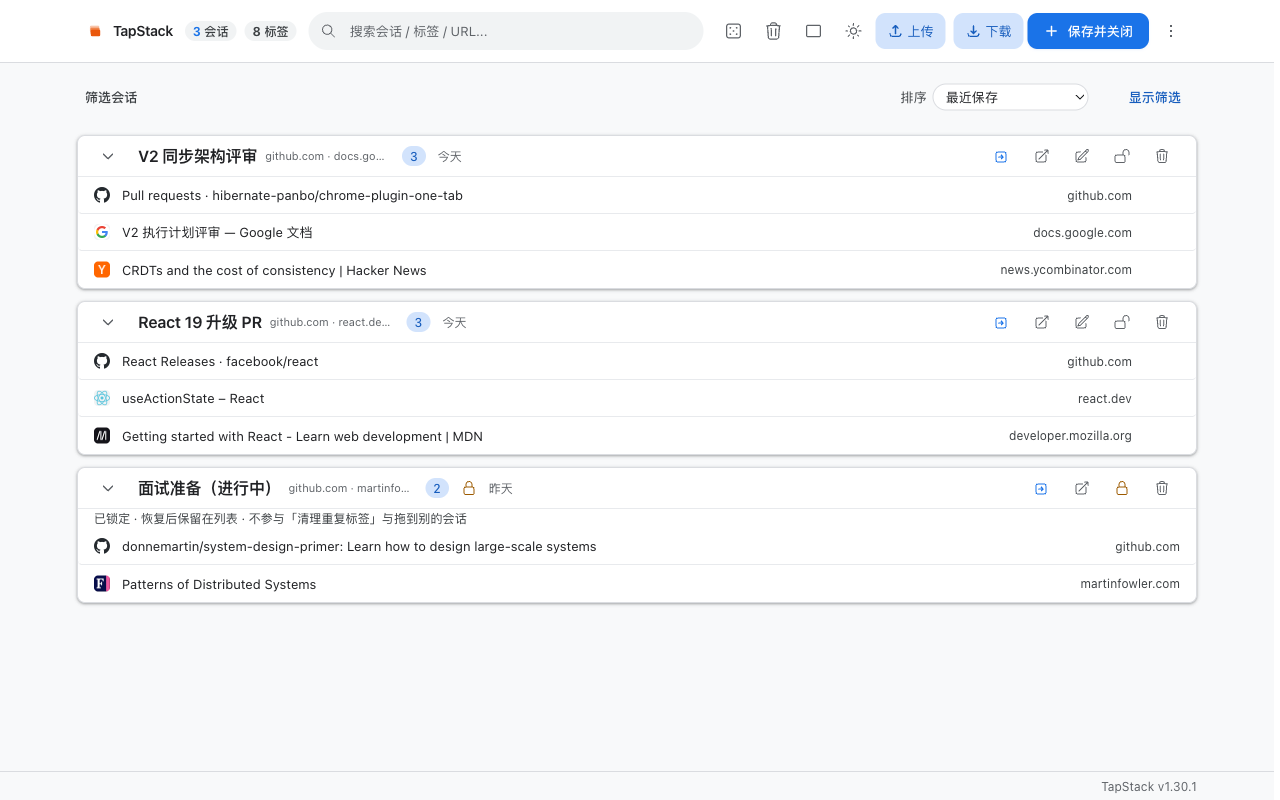 TapStack 3 会话 8 标签 搜索会话 / 标签 / URL... 上传 下载 保存并关闭
筛选会话 排序 最近保存 显示筛选
V2 同步架构评审 github.com · docs.go... 3 今天
Pull requests · hibernate-panbo/chrome-plugin-one-tab github.com
V2 执行计划评审 — Google 文档 docs.google.com
CRDTs and the cost of consistency | Hacker News news.ycombinator.com
React 19 升级 PR github.com · react.de... 3 今天
React Releases · facebook/react github.com
useActionState – React react.dev
Getting started with React - Learn web development | MDN developer.mozilla.org
面试准备（进行中） github.com · martinfo... 2 昨天
已锁定 · 恢复后保留在列表 · 不参与「清理重复标签」与拖到别的会话
donnemartin/system-design-primer: Learn how to design large-scale systems github.com
Patterns of Distributed Systems martinfowler.com
TapStack v1.30.1